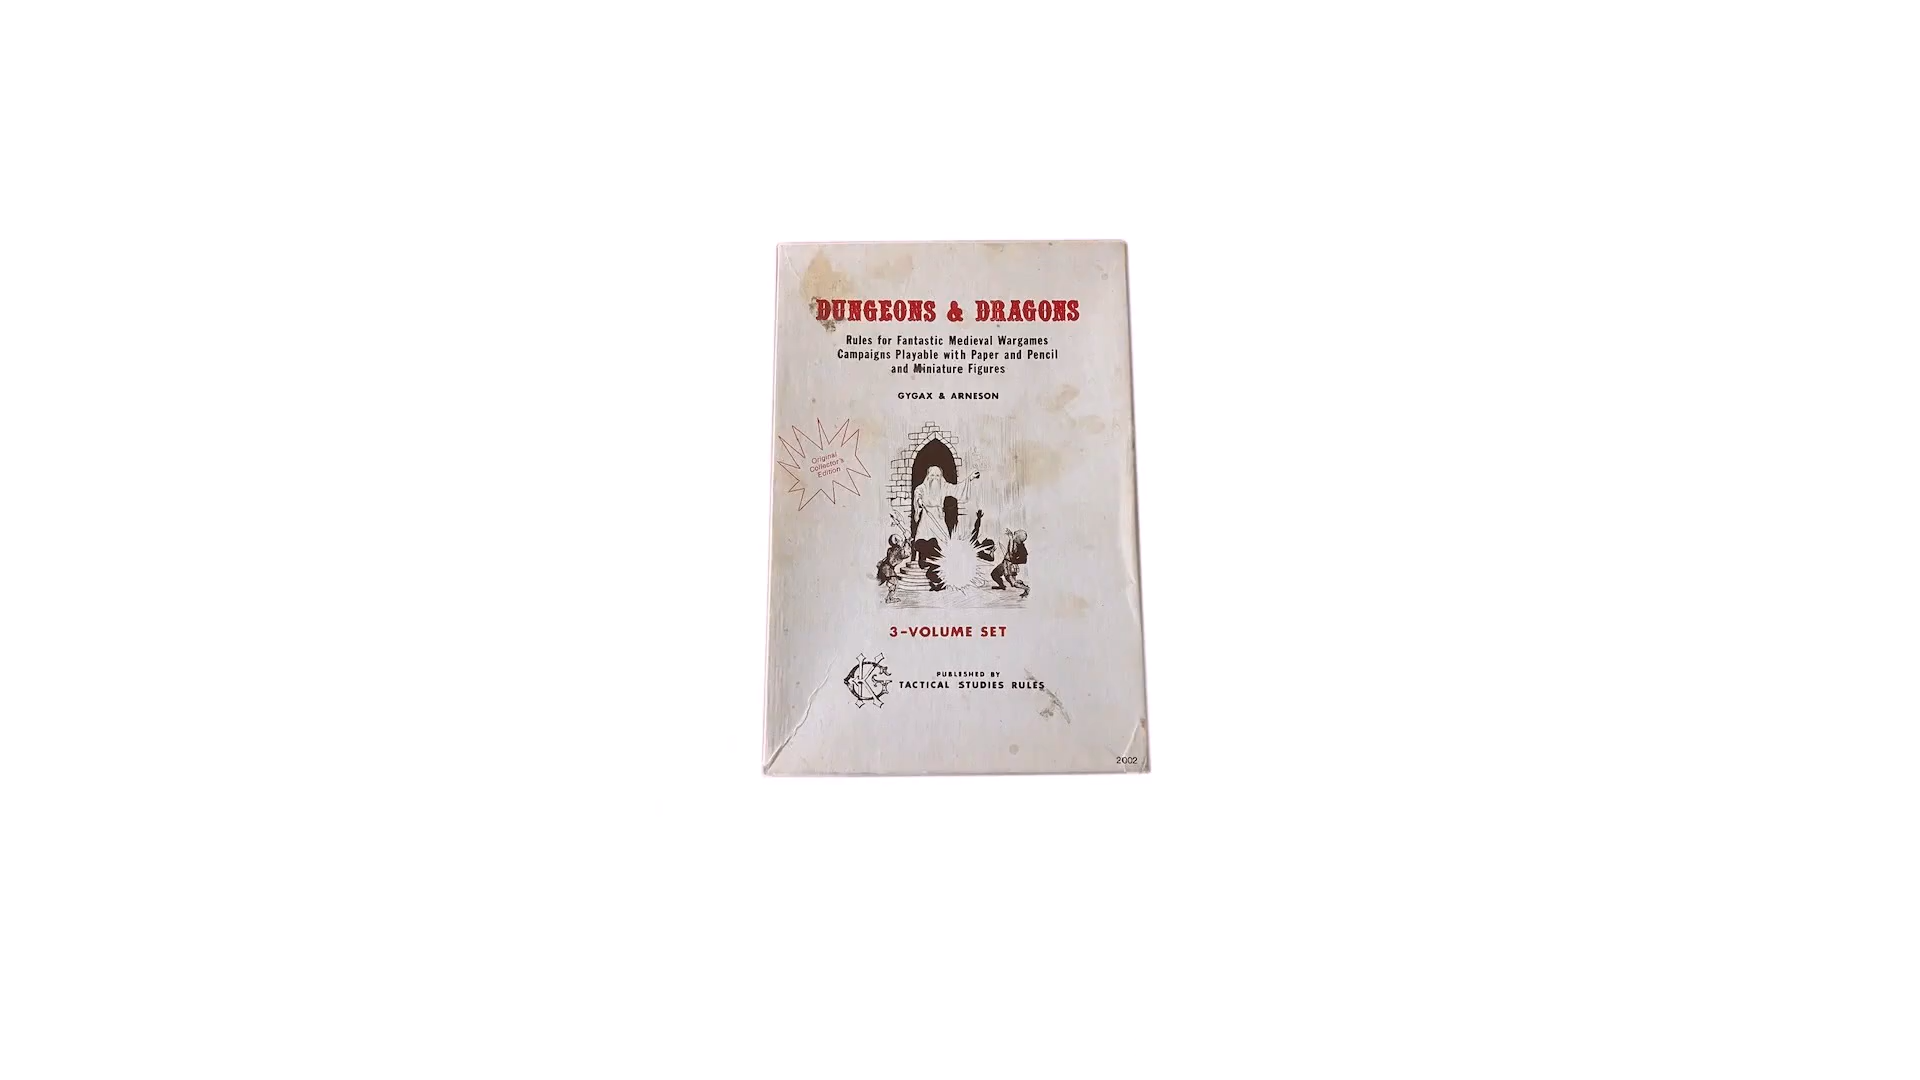 DUNGEONS & DRAGONS
Rules for Fantastic Medieval Wargames
Campaigns Playable with Paper and Pencil
and Miniature Figures
GYGAX & ARNESON
Original
Collector's
Edition
3-VOLUME SET
PUBLISHED BY
TACTICAL STUDIES RULES
2002